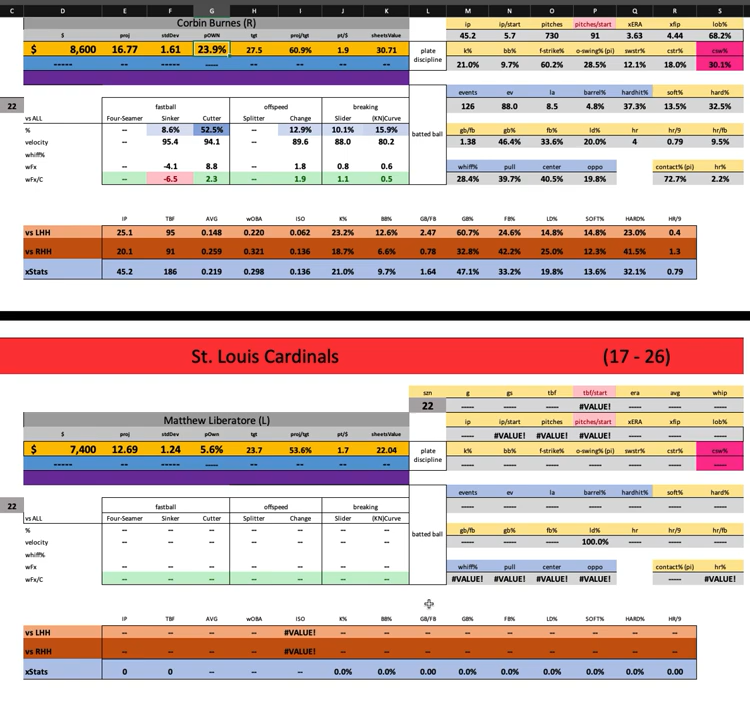 C D E F G H I J K L M N O P Q R S
Corbin Burnes (R) ip ip/start pitches pitches/start xERA xfip lob%
$ proj stdDev pOWN tgt proj/tgt pt/$ sheetsValue 45.2 5.7 730 91 3.63 4.44 68.2%
$ 8,600 16.77 1.61 23.9% 27.5 60.9% 1.9 30.71 plate discipline k% bb% f-strike% o-swing% (pi) swstr% cstr% csw%
----- -- -- ----- -- -- -- -- 21.0% 9.7% 60.2% 28.5% 12.1% 18.0% 30.1%
events ev la barrel% hardhit% soft% hard%
22 fastball offspeed breaking 126 88.0 8.5 4.8% 37.3% 13.5% 32.5%
vs ALL Four-Seamer Sinker Cutter Splitter Change Slider (KN)Curve
% -- 8.6% 52.5% -- 12.9% 10.1% 15.9% batted ball gb/fb gb% fb% ld% hr hr/9 hr/fb
velocity -- 95.4 94.1 -- 89.6 88.0 80.2 1.38 46.4% 33.6% 20.0% 4 0.79 9.5%
whiff%
wFx -4.1 8.8 1.8 0.8 0.6 whiff% pull center oppo contact% (pi) hr%
wFx/C -- -6.5 2.3 -- 1.9 1.1 0.5 28.4% 39.7% 40.5% 19.8% 72.7% 2.2%
IP TBF AVG wOBA ISO K% BB% GB/FB GB% FB% LD% SOFT% HARD% HR/9
vs LHH 25.1 95 0.148 0.220 0.062 23.2% 12.6% 2.47 60.7% 24.6% 14.8% 14.8% 23.0% 0.4
vs RHH 20.1 91 0.259 0.321 0.136 18.7% 6.6% 0.78 32.8% 42.2% 25.0% 12.3% 41.5% 1.3
xStats 45.2 186 0.219 0.298 0.136 21.0% 9.7% 1.64 47.1% 33.2% 19.8% 13.6% 32.1% 0.79
St. Louis Cardinals (17 - 26)
szn g gs tbf tbf/start era avg whip
22 ----- ----- ----- #VALUE! ----- ----- -----
Matthew Liberatore (L) ip ip/start pitches pitches/start xERA xfip lob%
$ proj stdDev pOwn tgt proj/tgt pt/$ sheetsValue ----- #VALUE! #VALUE! #VALUE! ----- ----- -----
$ 7,400 12.69 1.24 5.6% 23.7 53.6% 1.7 22.04 plate discipline k% bb% f-strike% o-swing% (pi) swstr% cstr% csw%
----- -- ----- ----- -- -- -- -- ----- ----- ----- ----- ----- ----- -----
events ev la barrel% hardhit% soft% hard%
22 fastball offspeed breaking ----- ----- ----- ----- ----- ----- -----
vs ALL Four-Seamer Sinker Cutter Splitter Change Slider (KN)Curve
% -- -- -- -- -- -- -- batted ball gb/fb gb% fb% ld% hr hr/9 hr/fb
velocity -- -- -- -- -- -- -- ----- ----- ----- 100.0% ----- ----- -----
whiff%
wFx -- -- -- -- -- -- -- whiff% pull center oppo contact% (pi) hr%
wFx/C -- -- -- -- -- -- -- #VALUE! #VALUE! #VALUE! #VALUE! ----- #VALUE!
IP TBF AVG wOBA ISO K% BB% GB/FB GB% FB% LD% SOFT% HARD% HR/9
vs LHH -- -- -- -- #VALUE! -- -- -- -- -- -- -- -- --
vs RHH -- -- -- -- #VALUE! -- -- -- -- -- -- -- -- --
xStats 0 0 -- -- -- 0.0% 0.0% 0.00 0.0% 0.0% 0.0% 0.0% 0.0% 0.00